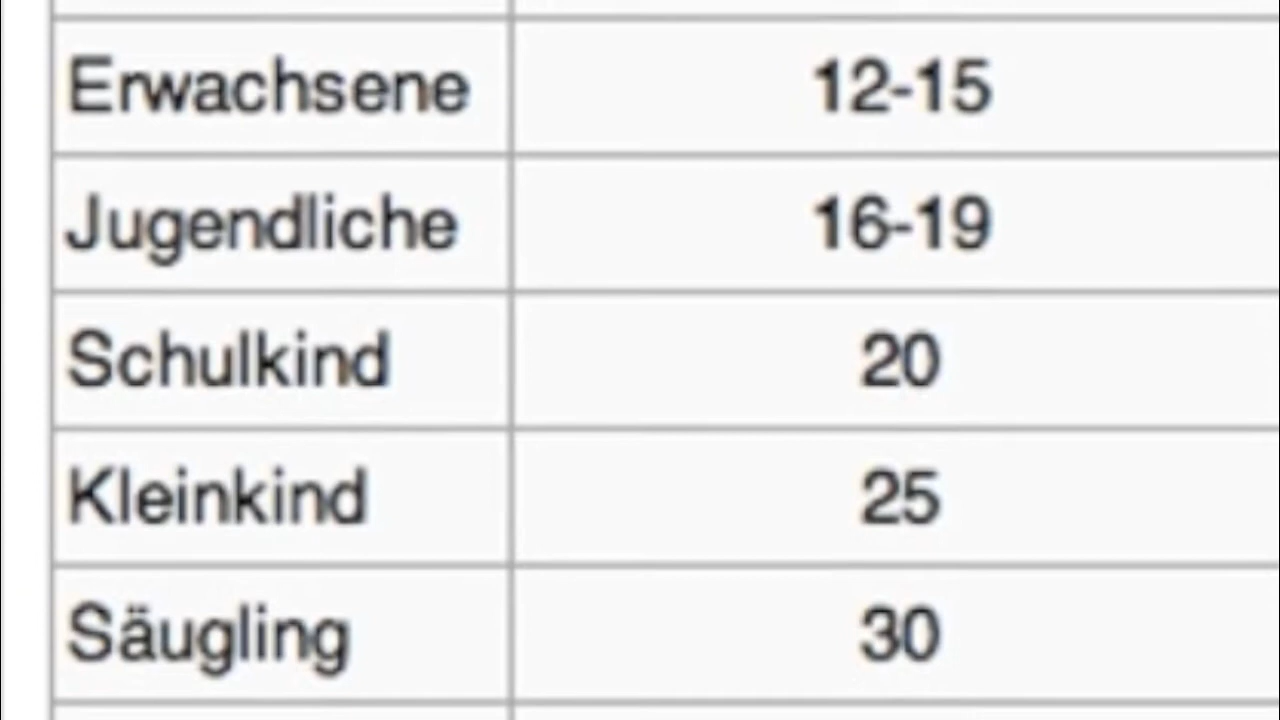 Erwachsene 12-15
Jugendliche 16-19
Schulkind 20
Kleinkind 25
Säugling 30